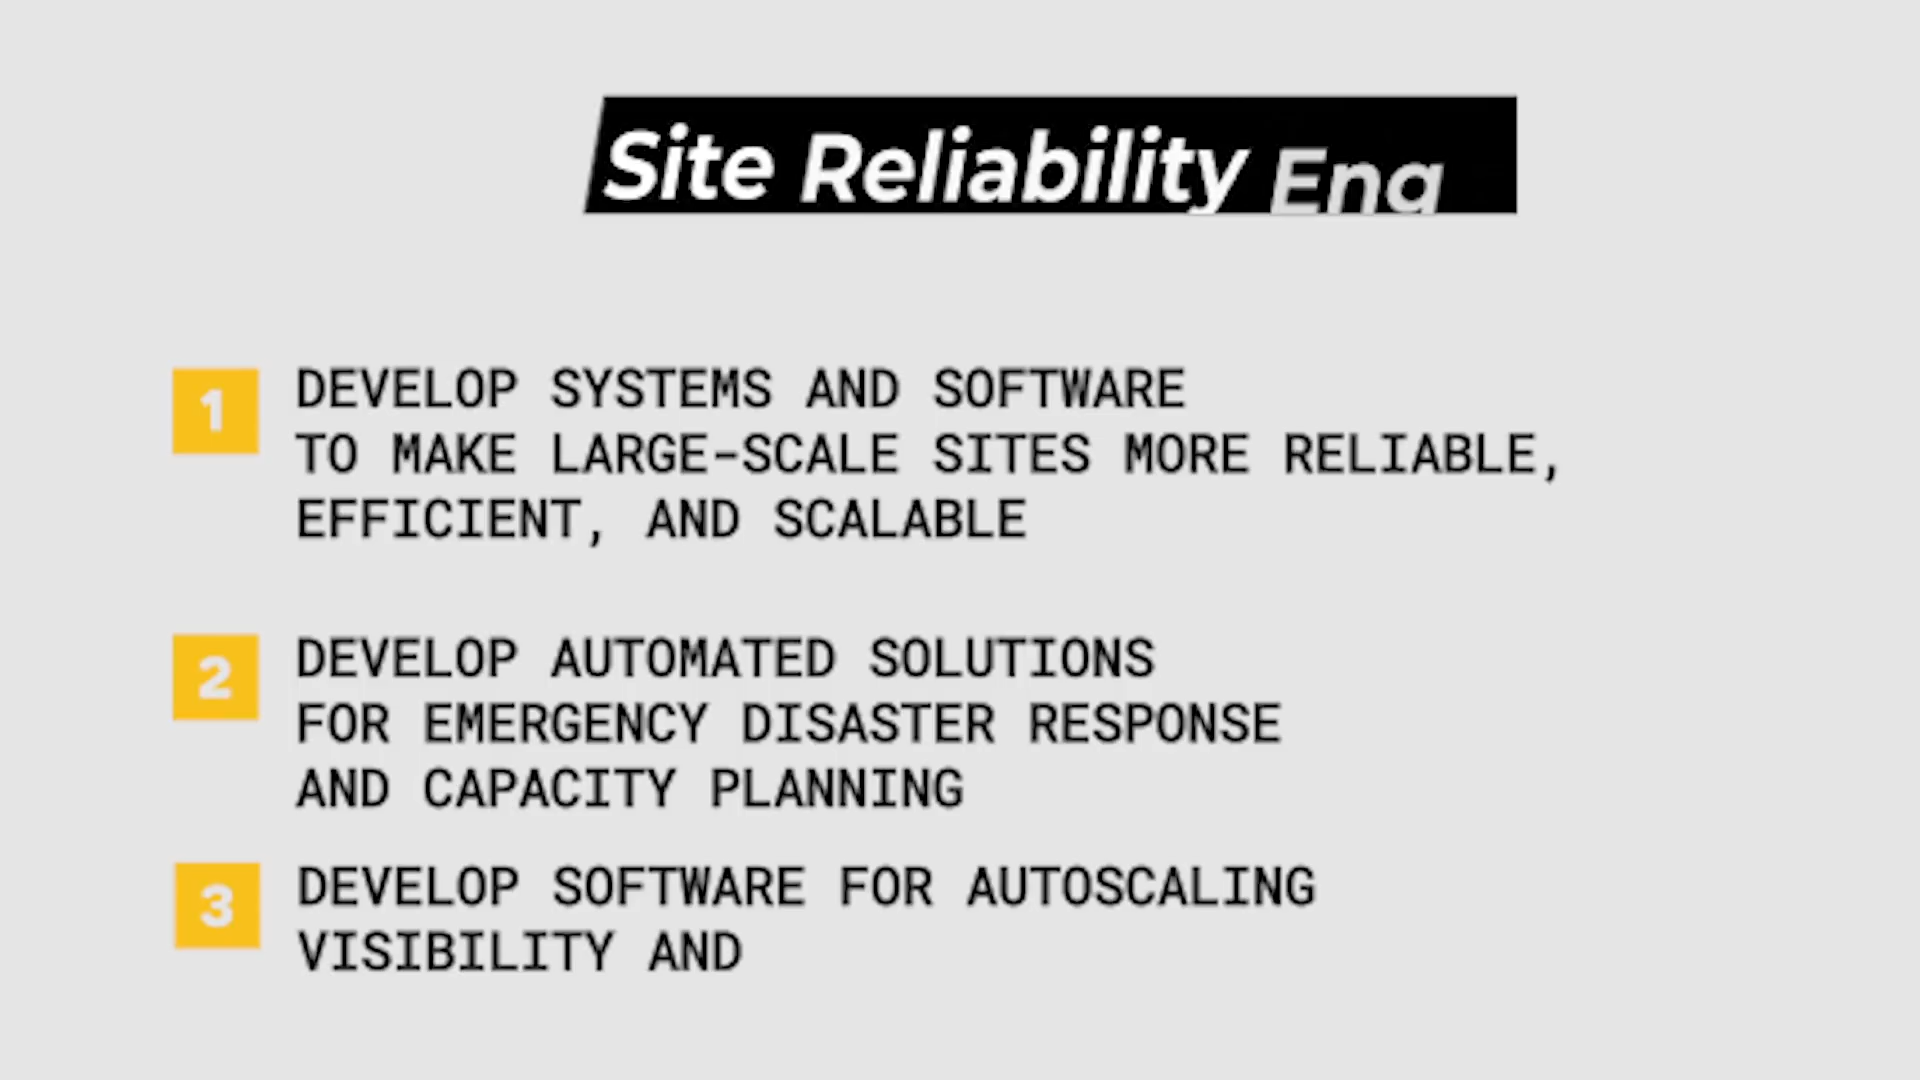 Site Reliability Eng
1
DEVELOP SYSTEMS AND SOFTWARE
TO MAKE LARGE-SCALE SITES MORE RELIABLE,
EFFICIENT, AND SCALABLE
2
DEVELOP AUTOMATED SOLUTIONS
FOR EMERGENCY DISASTER RESPONSE
AND CAPACITY PLANNING
3
DEVELOP SOFTWARE FOR AUTOSCALING
VISIBILITY AND